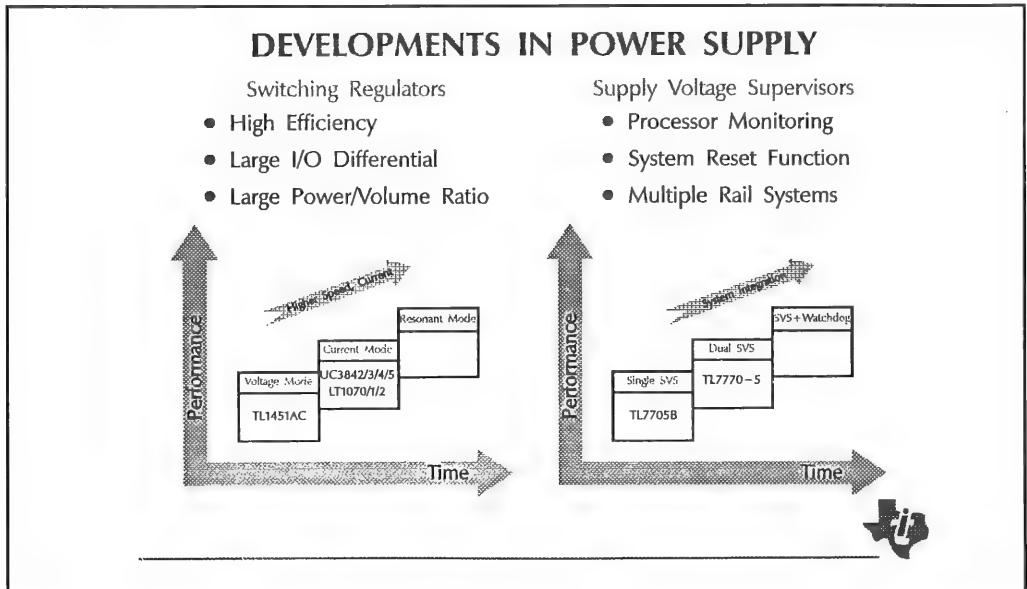 DEVELOPMENTS IN POWER SUPPLY
Switching Regulators
• High Efficiency
• Large I/O Differential
• Large Power/Volume Ratio
Supply Voltage Supervisors
• Processor Monitoring
• System Reset Function
• Multiple Rail Systems
Performance
Higher Speed, Current
Resonant Mode
Current Mode
UC3842/3/4/5
LT1070/1/2
Voltage Mode
TL1451AC
Time
Performance
System Integration
SVS+Watchdog
Dual SVS
TL7770-5
Single SVS
TL7705B
Time